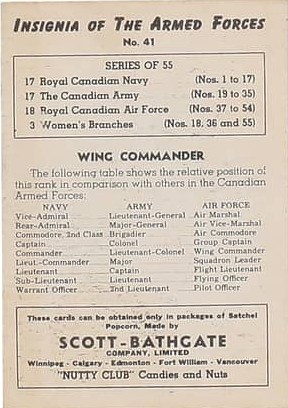 INSIGNIA OF THE ARMED FORCES
No. 41
SERIES OF 55
17 Royal Canadian Navy (Nos. 1 to 17)
17 The Canadian Army (Nos. 19 to 35)
18 Royal Canadian Air Force (Nos. 37 to 54)
3 Women's Branches (Nos. 18, 36 and 55)
WING COMMANDER
The following table shows the relative position of
this rank in comparison with others in the Canadian
Armed Forces:
NAVY ARMY AIR FORCE
Vice-Admiral Lieutenant-General Air Marshal
Rear-Admiral Major-General Air Vice-Marshal
Commodore, 2nd Class Brigadier Air Commodore
Captain Colonel Group Captain
Commander Lieutenant-Colonel Wing Commander
Lieut.-Commander Major Squadron Leader
Lieutenant Captain Flight Lieutenant
Sub-Lieutenant Lieutenant Flying Officer
Warrant Officer 2nd Lieutenant Pilot Officer
These cards can be obtained only in packages of Satchel
Popcorn, Made by
SCOTT-BATHGATE
COMPANY, LIMITED
Winnipeg - Calgary - Edmonton - Fort William - Vancouver
"NUTTY CLUB" Candies and Nuts